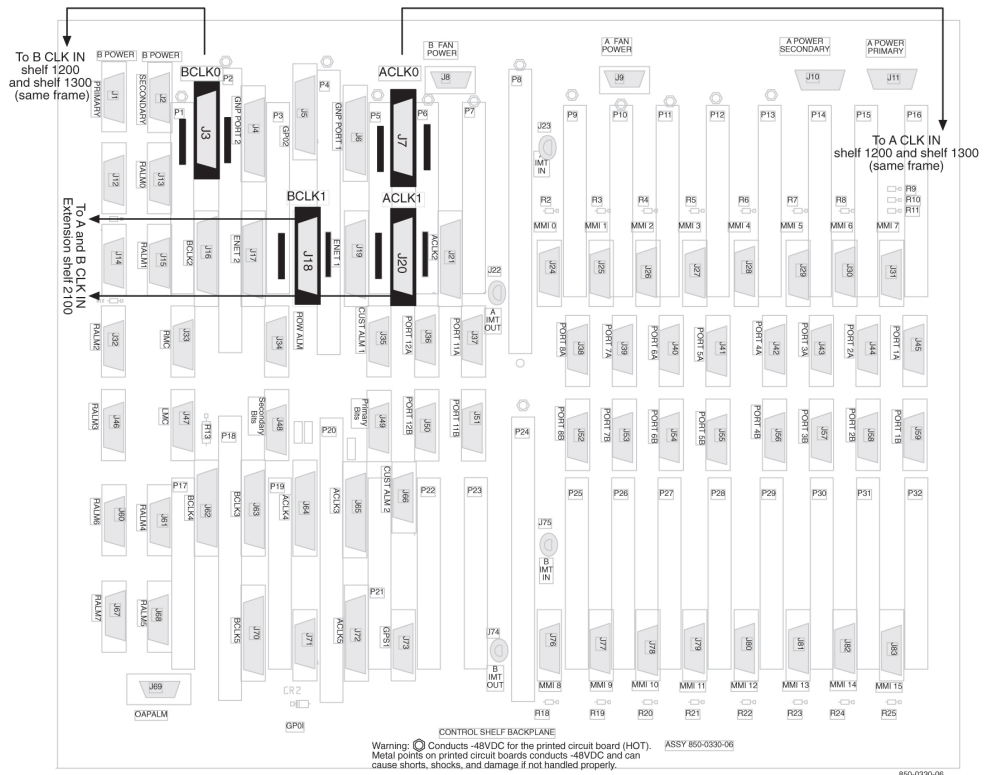 To B CLK IN
shelf 1200
and shelf 1300
(same frame)
B POWER
B POWER
PRIMARY
J1
SECONDARY
J2
P1
BCLK0
P2
J3
GNP PORT 2
J4
P3
GP02
J5
P4
GNP PORT 1
J6
ACLK0
P5
J7
P6
B FAN
POWER
J8
P7
P8
A FAN
POWER
J9
A POWER
SECONDARY
J10
A POWER
PRIMARY
J11
To A CLK IN
shelf 1200 and shelf 1300
(same frame)
J23
A
IMT
IN
P9
P10
P11
P12
P13
P14
P15
P16
R9
R10
R11
R2
R3
R4
R5
R6
R7
R8
MMI 0
MMI 1
MMI 2
MMI 3
MMI 4
MMI 5
MMI 6
MMI 7
J12
RALM0
J13
To A and B CLK IN
Extension shelf 2100
J14
RALM1
J15
BCLK2
J16
ENET 2
J17
BCLK1
J18
ENET 1
J19
ACLK1
J20
ACLK2
J21
J22
A
IMT
OUT
J24
J25
J26
J27
J28
J29
J30
J31
RALM2
J32
RMC
J33
J34
ROW ALM
CUST ALM 1
J35
PORT 12A
J36
PORT 11A
J37
PORT 8A
J38
PORT 7A
J39
PORT 6A
J40
PORT 5A
J41
PORT 4A
J42
PORT 3A
J43
PORT 2A
J44
PORT 1A
J45
RALM3
J46
LMC
J47
R13
P18
Secondary
Bits
J48
P20
Primary
Bits
J49
PORT 12B
J50
PORT 11B
J51
P24
PORT 8B
J52
PORT 7B
J53
PORT 6B
J54
PORT 5B
J55
PORT 4B
J56
PORT 3B
J57
PORT 2B
J58
PORT 1B
J59
RALM6
J60
RALM4
J61
P17
BCLK4
J62
BCLK3
J63
P19
ACLK4
J64
ACLK3
J65
CUST ALM 2
J66
P22
P23
P25
P26
P27
P28
P29
P30
P31
P32
J75
B
IMT
IN
RALM7
J67
RALM5
J68
BCLK5
J70
J71
ACLK5
J72
P21
GPS1
J73
J74
B
IMT
OUT
J76
J77
J78
J79
J80
J81
J82
J83
MMI 8
MMI 9
MMI 10
MMI 11
MMI 12
MMI 13
MMI 14
MMI 15
R18
R19
R20
R21
R22
R23
R24
R25
J69
OAPALM
CR2
GP0I
CONTROL SHELF BACKPLANE
Warning: Conducts -48VDC for the printed circuit board (HOT).
Metal points on printed circuit boards conducts -48VDC and can
cause shorts, shocks, and damage if not handled properly.
ASSY 850-0330-06
850-0330-06